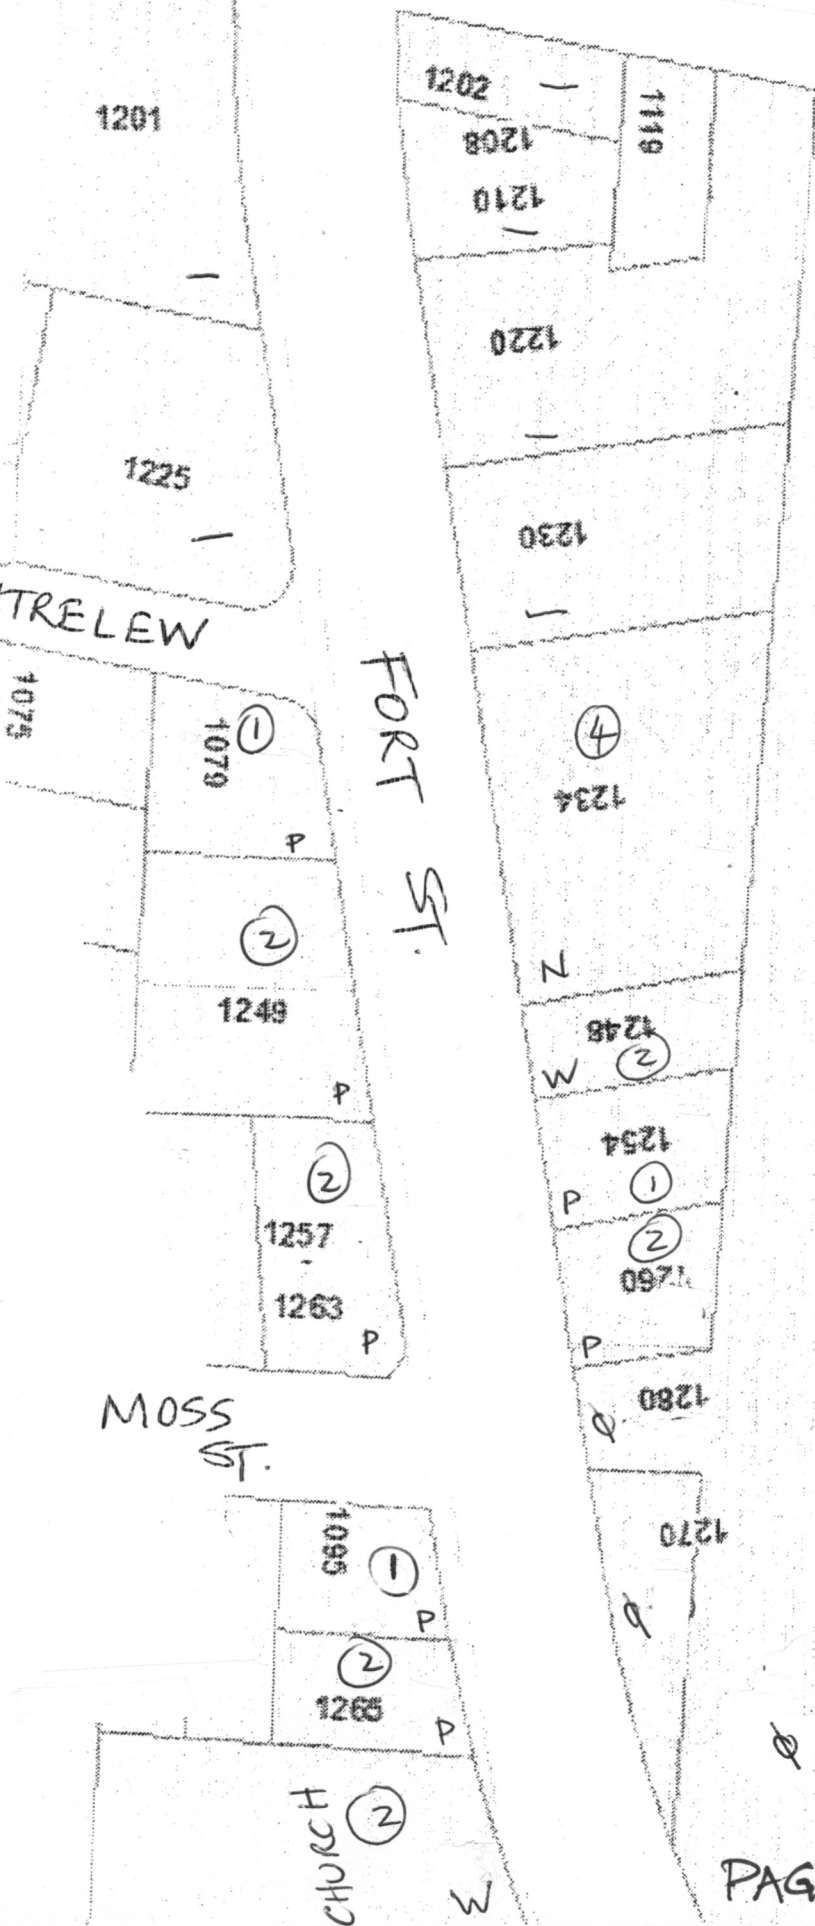 1201
1202
1119
1208
1210
1220
1225
1230
TRELEW
1075
1079
1
FORT ST.
4
1234
P
2
N
1249
1248
2
W
P
1254
1
P
2
1257
2
1260
1263
P
P
1280
φ
MOSS
ST.
1095
1
1270
P
φ
2
1265
P
φ
CHURCH
2
W
PAG